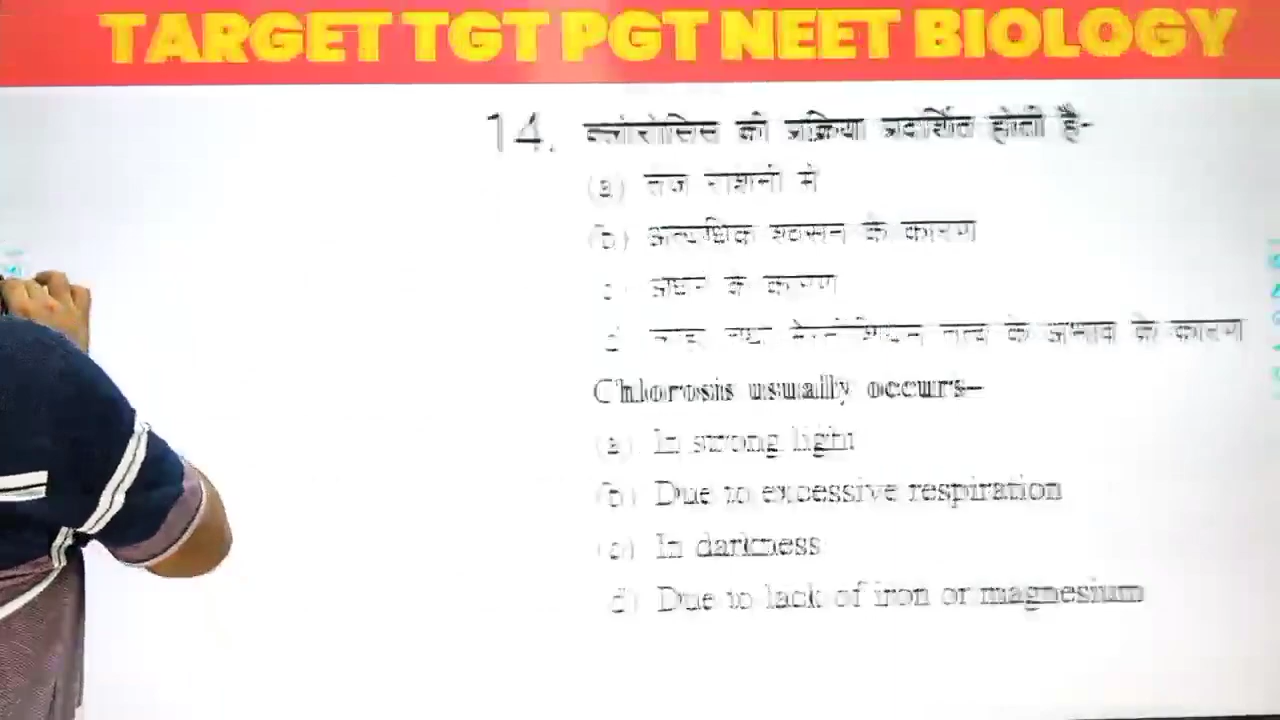 TARGET TGT PGT NEET BIOLOGY
14. क्लोरोसिस की प्रक्रिया प्रदर्शित होती है-
(a) तेज रोशनी में
(b) अत्यधिक श्वसन के कारण
(c) अंधेरे के कारण
(d) लोहा तथा मैग्नीशियम तत्व के अभाव के कारण
Chlorosis usually occurs–
(a) In strong light
(b) Due to excessive respiration
(c) In darkness
(d) Due to lack of iron or magnesium